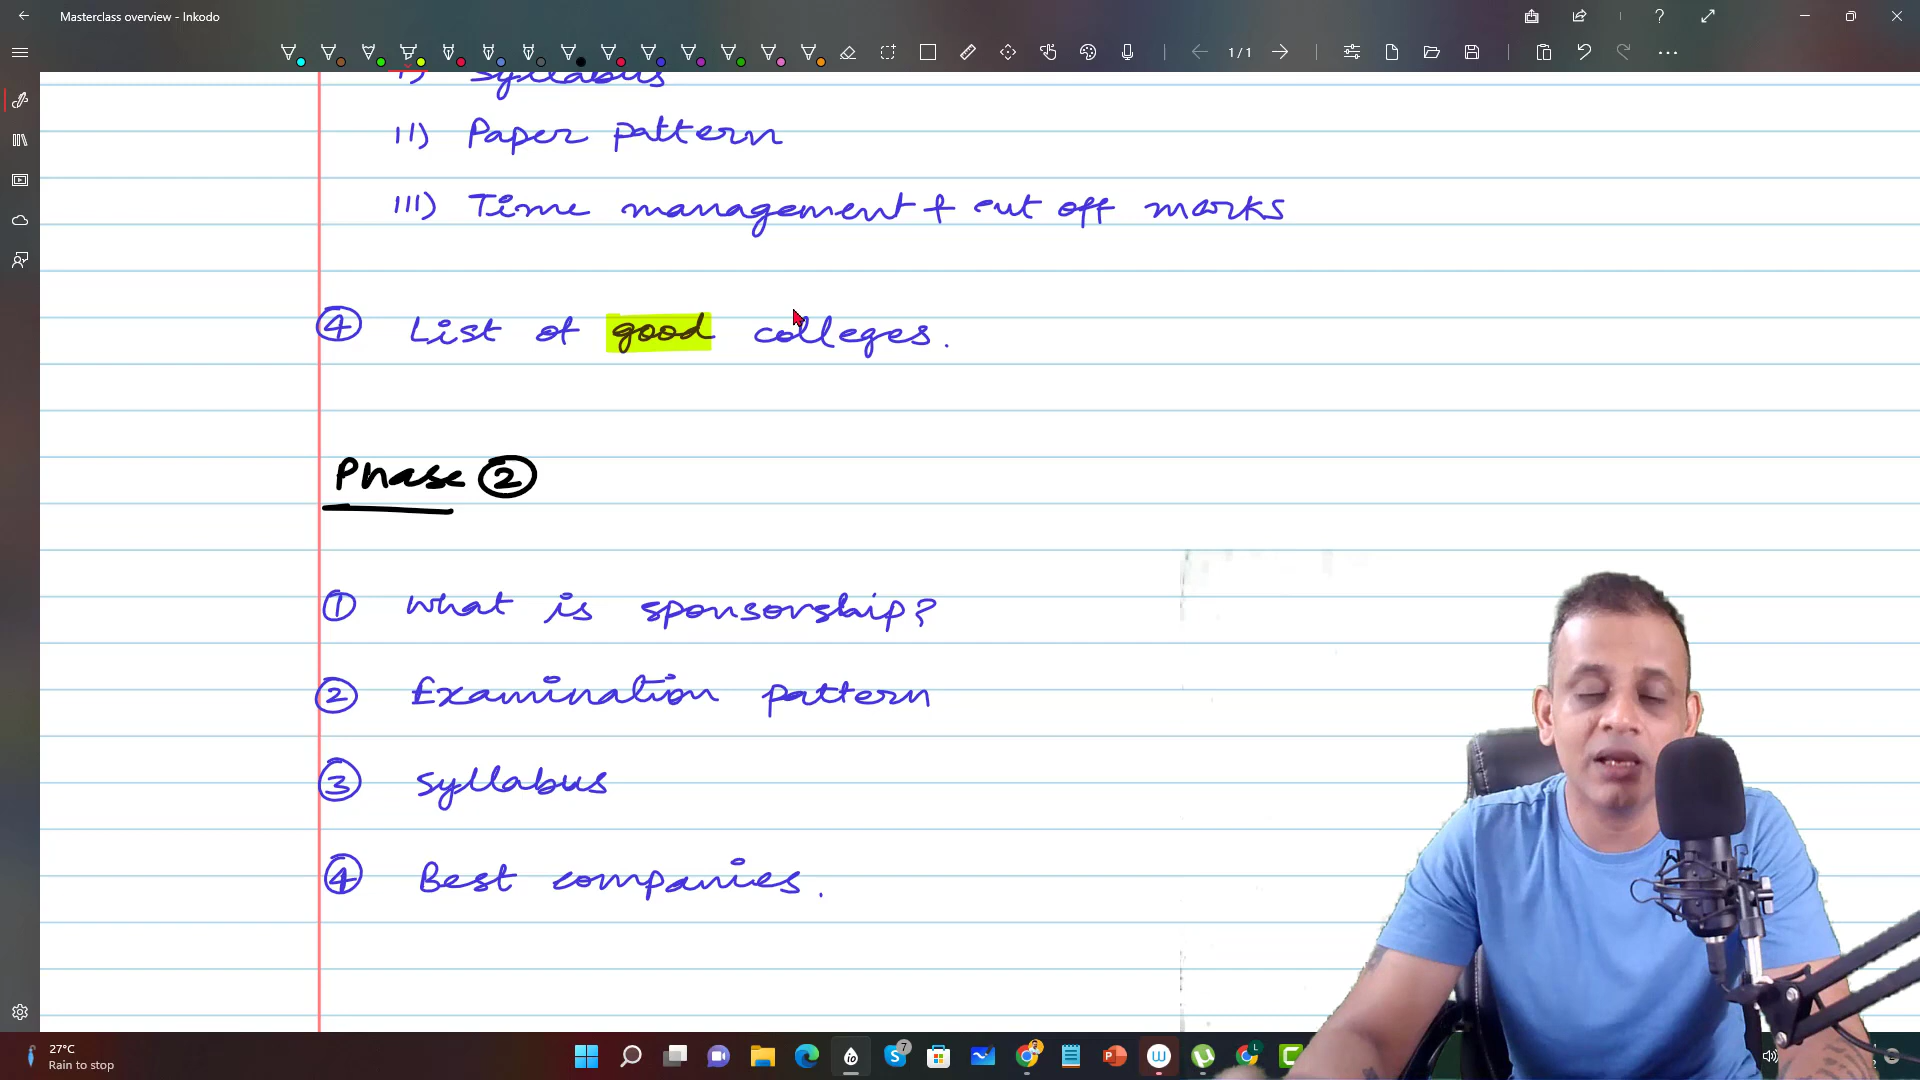 Masterclass overview - Inkodo
1 / 1
i) Syllabus
ii) Paper pattern
iii) Time management + cut off marks
4 List of good colleges.
Phase 2
1 What is sponsorship?
2 Examination pattern
3 Syllabus
4 Best companies.
27°C
Rain to stop